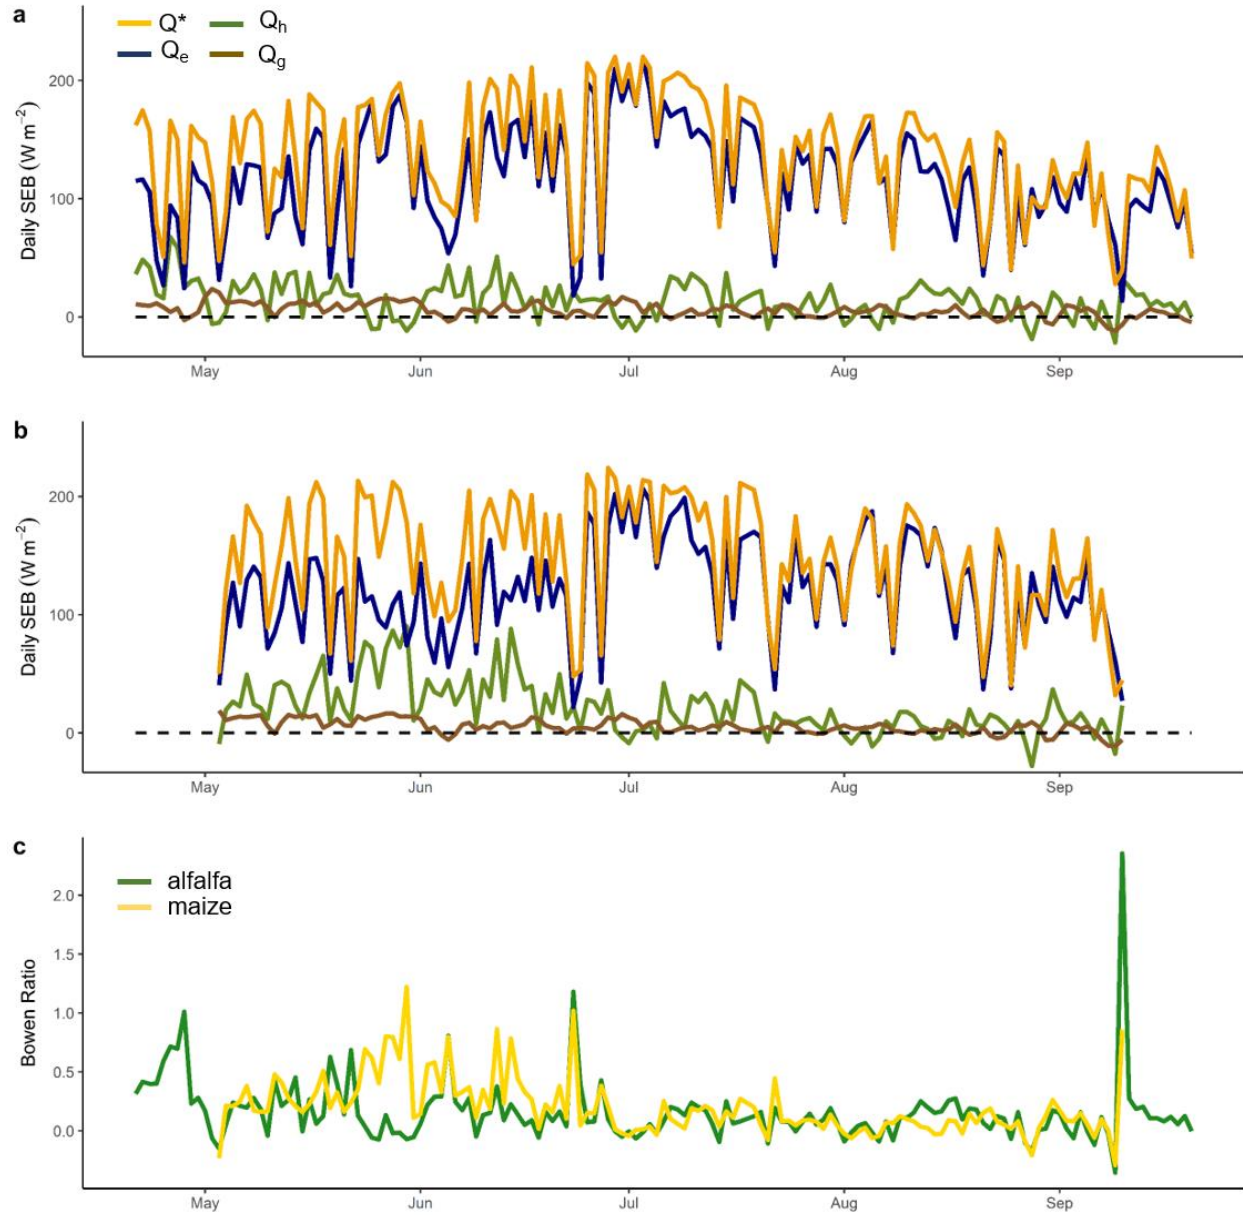 a
Q* Qh
Qe Qg
Daily SEB (W m−2)
200
100
0
May Jun Jul Aug Sep
b
Daily SEB (W m−2)
200
100
0
May Jun Jul Aug Sep
c
alfalfa
maize
Bowen Ratio
2.0
1.5
1.0
0.5
0.0
May Jun Jul Aug Sep